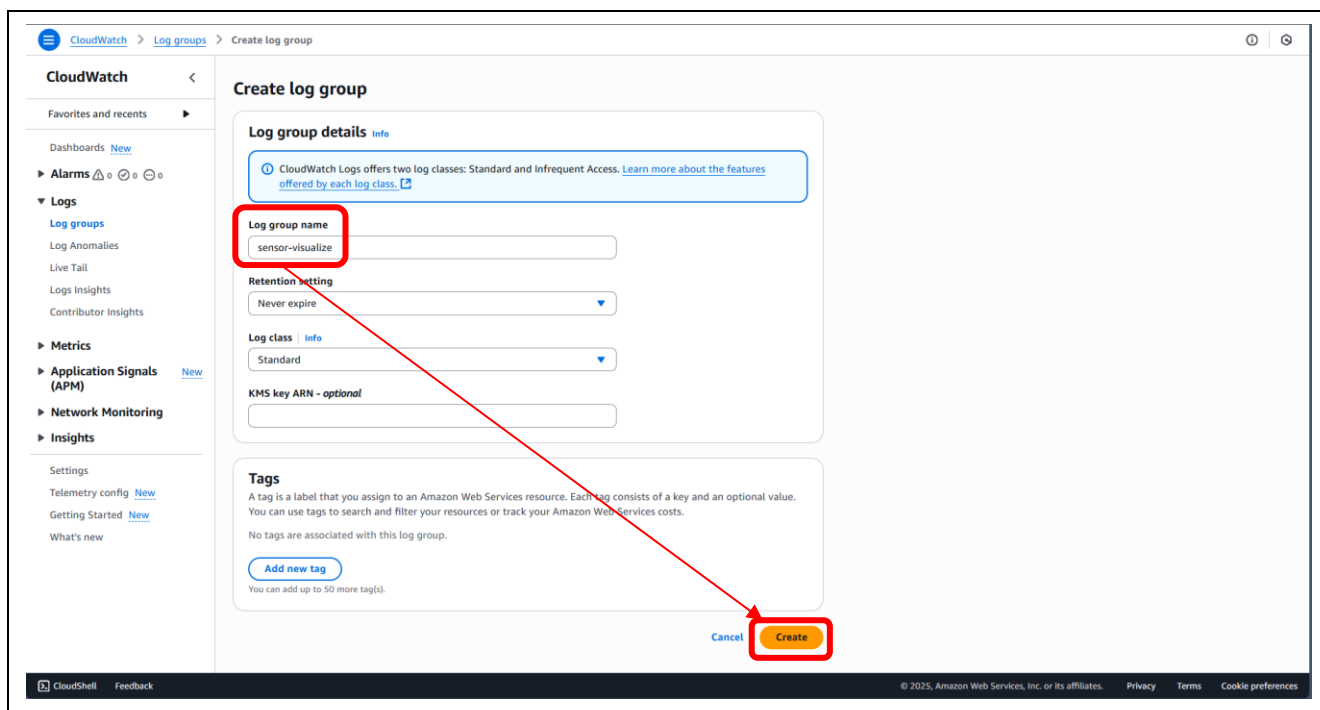 CloudWatch > Log groups > Create log group
CloudWatch
Favorites and recents
Dashboards New
Alarms 0 0 0
Logs
Log groups
Log Anomalies
Live Tail
Logs Insights
Contributor Insights
Metrics
Application Signals New
(APM)
Network Monitoring
Insights
Settings
Telemetry config New
Getting Started New
What's new
Create log group
Log group details Info
CloudWatch Logs offers two log classes: Standard and Infrequent Access. Learn more about the features
offered by each log class.
Log group name
sensor-visualize
Retention setting
Never expire
Log class Info
Standard
KMS key ARN - optional
Tags
A tag is a label that you assign to an Amazon Web Services resource. Each tag consists of a key and an optional value.
You can use tags to search and filter your resources or track your Amazon Web Services costs.
No tags are associated with this log group.
Add new tag
You can add up to 50 more tag(s).
Cancel Create
CloudShell Feedback © 2025, Amazon Web Services, Inc. or its affiliates. Privacy Terms Cookie preferences